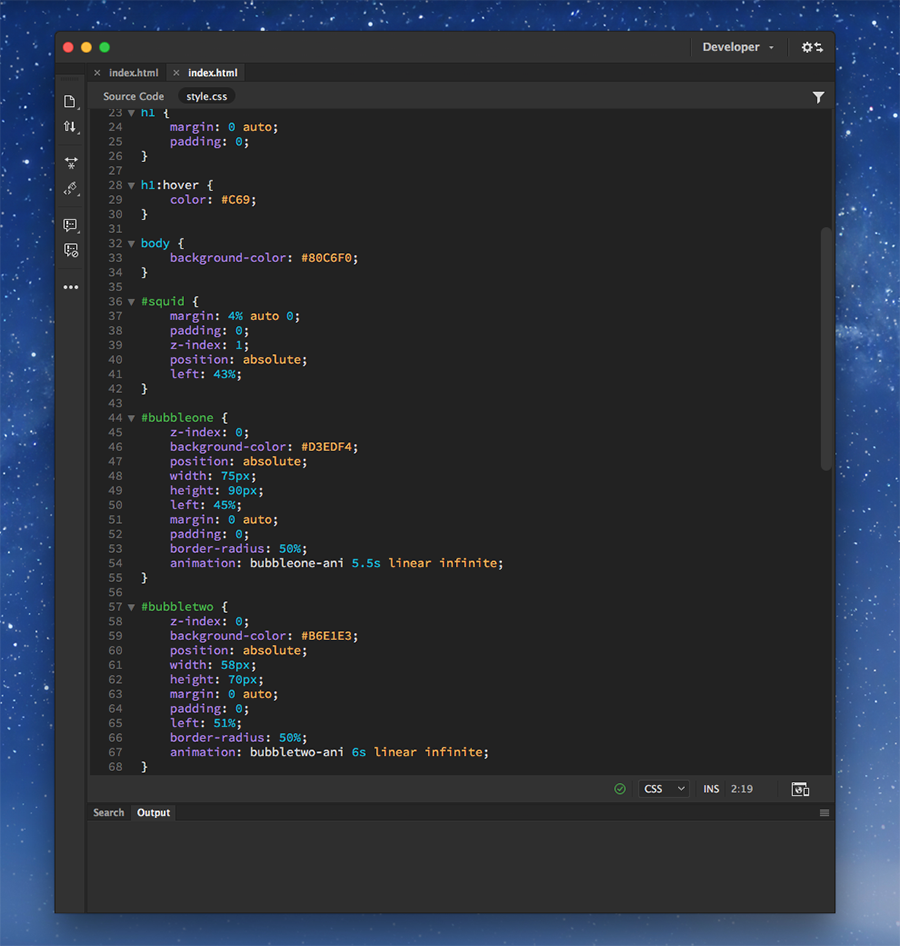 Developer
index.html index.html
Source Code style.css
23 h1 {
24 margin: 0 auto;
25 padding: 0;
26 }
27
28 h1:hover {
29 color: #C69;
30 }
31
32 body {
33 background-color: #80C6F0;
34 }
35
36 #squid {
37 margin: 4% auto 0;
38 padding: 0;
39 z-index: 1;
40 position: absolute;
41 left: 43%;
42 }
43
44 #bubbleone {
45 z-index: 0;
46 background-color: #D3EDF4;
47 position: absolute;
48 width: 75px;
49 height: 90px;
50 left: 45%;
51 margin: 0 auto;
52 padding: 0;
53 border-radius: 50%;
54 animation: bubbleone-ani 5.5s linear infinite;
55 }
56
57 #bubbletwo {
58 z-index: 0;
59 background-color: #B6E1E3;
60 position: absolute;
61 width: 58px;
62 height: 70px;
63 margin: 0 auto;
64 padding: 0;
65 left: 51%;
66 border-radius: 50%;
67 animation: bubbletwo-ani 6s linear infinite;
68 }
CSS INS 2:19
Search Output